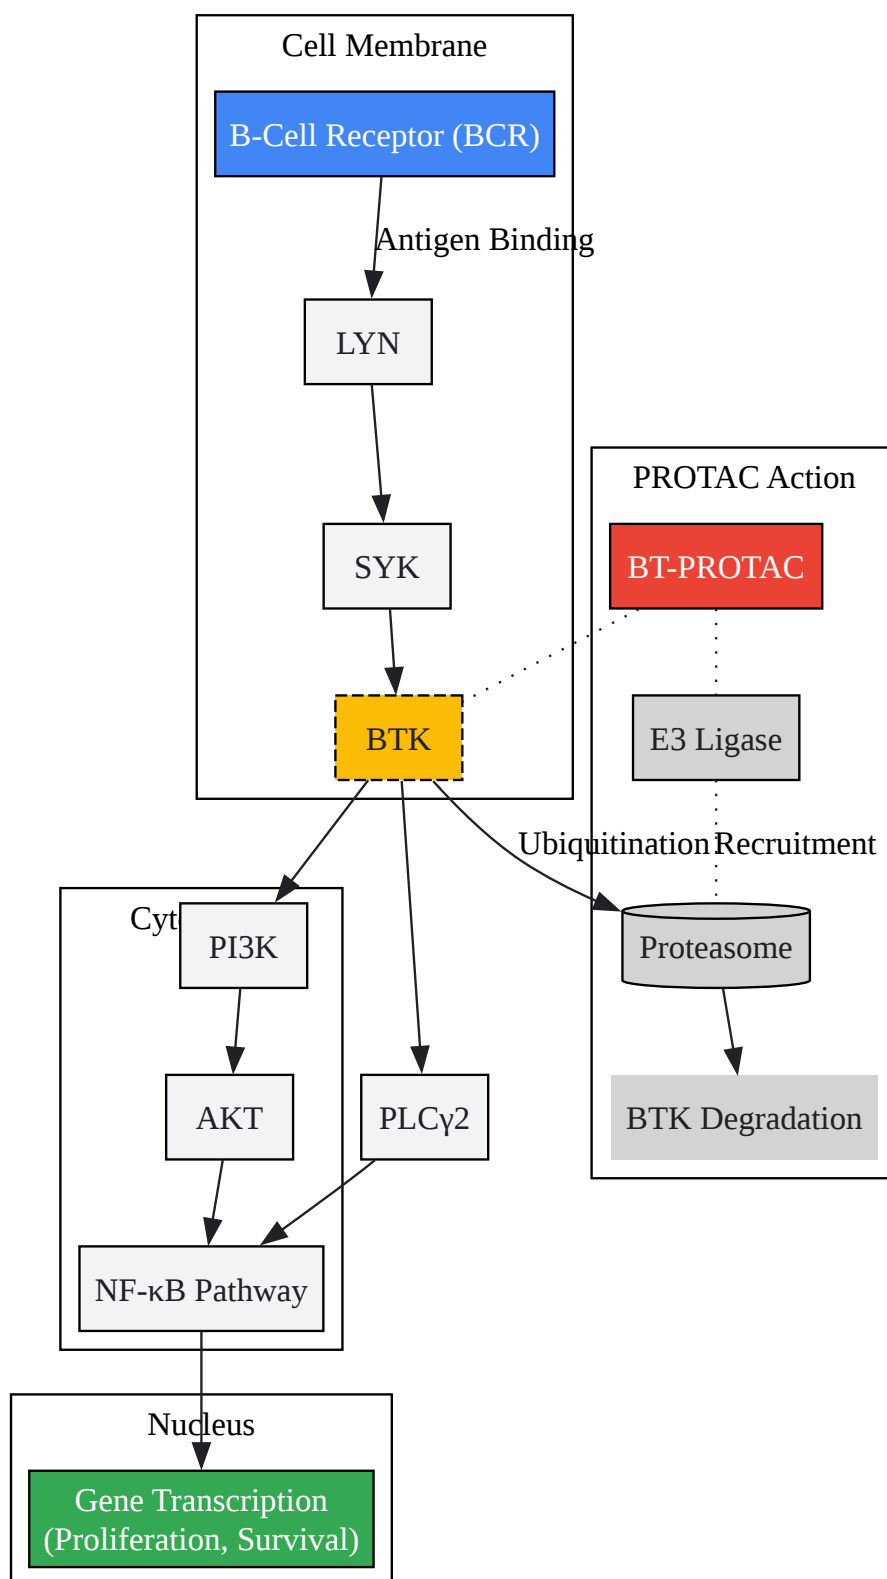 Cell Membrane
B-Cell Receptor (BCR)
Antigen Binding
LYN
PROTAC Action
SYK
BT-PROTAC
BTK
E3 Ligase
Ubiquitination
Recruitment
PI3K
Proteasome
AKT
PLCγ2
BTK Degradation
NF-κB Pathway
Nucleus
Gene Transcription
(Proliferation, Survival)